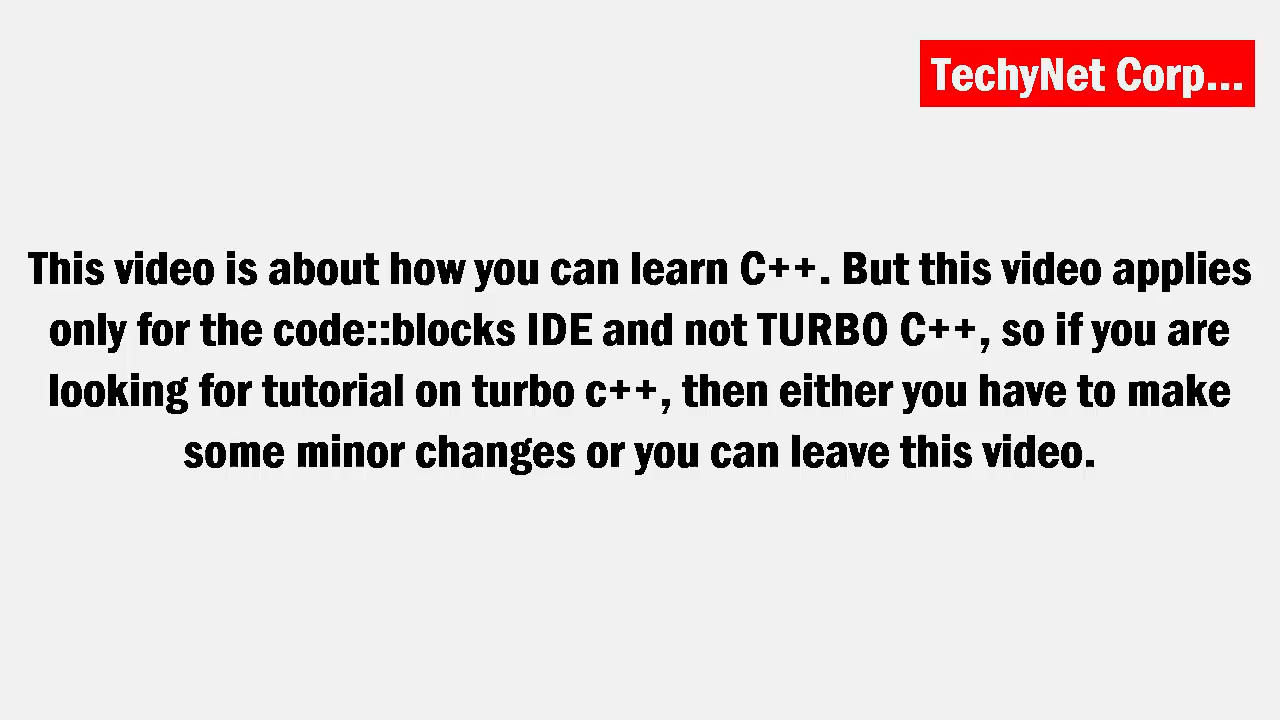 TechyNet Corp...
This video is about how you can learn C++. But this video applies
only for the code::blocks IDE and not TURBO C++, so if you are
looking for tutorial on turbo c++, then either you have to make
some minor changes or you can leave this video.